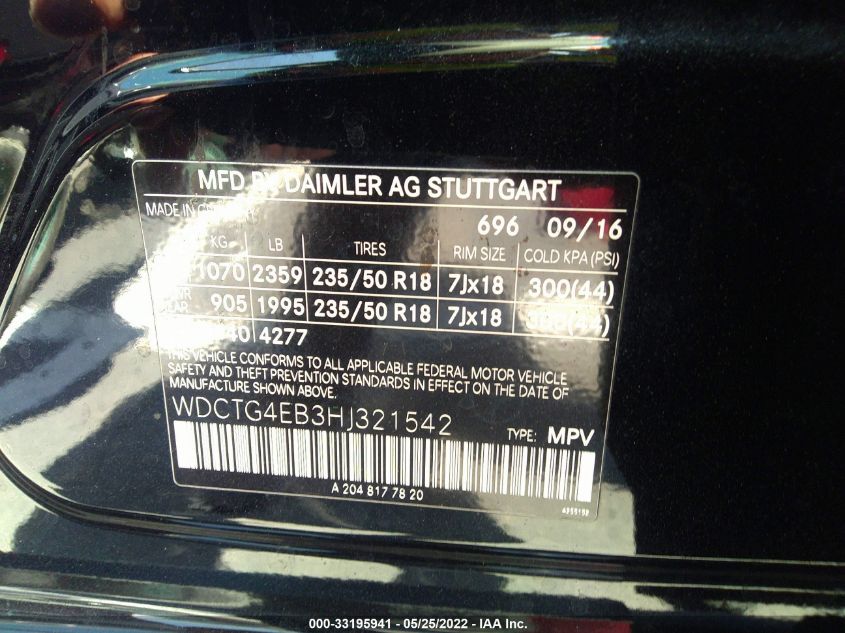 MFD BY DAIMLER AG STUTTGART
MADE IN 696 09/16
KG LB TIRES RIM SIZE COLD KPA (PSI)
1070 2359 235/50 R18 7Jx18 300(44)
905 1995 235/50 R18 7Jx18
4277
THIS VEHICLE CONFORMS TO ALL APPLICABLE FEDERAL MOTOR VEHICLE
SAFETY AND THEFT PREVENTION STANDARDS IN EFFECT ON THE DATE OF
MANUFACTURE SHOWN ABOVE.
WDCTG4EB3HJ321542 TYPE: MPV
A 204 817 78 20
000-33195941 - 05/25/2022 - IAA Inc.